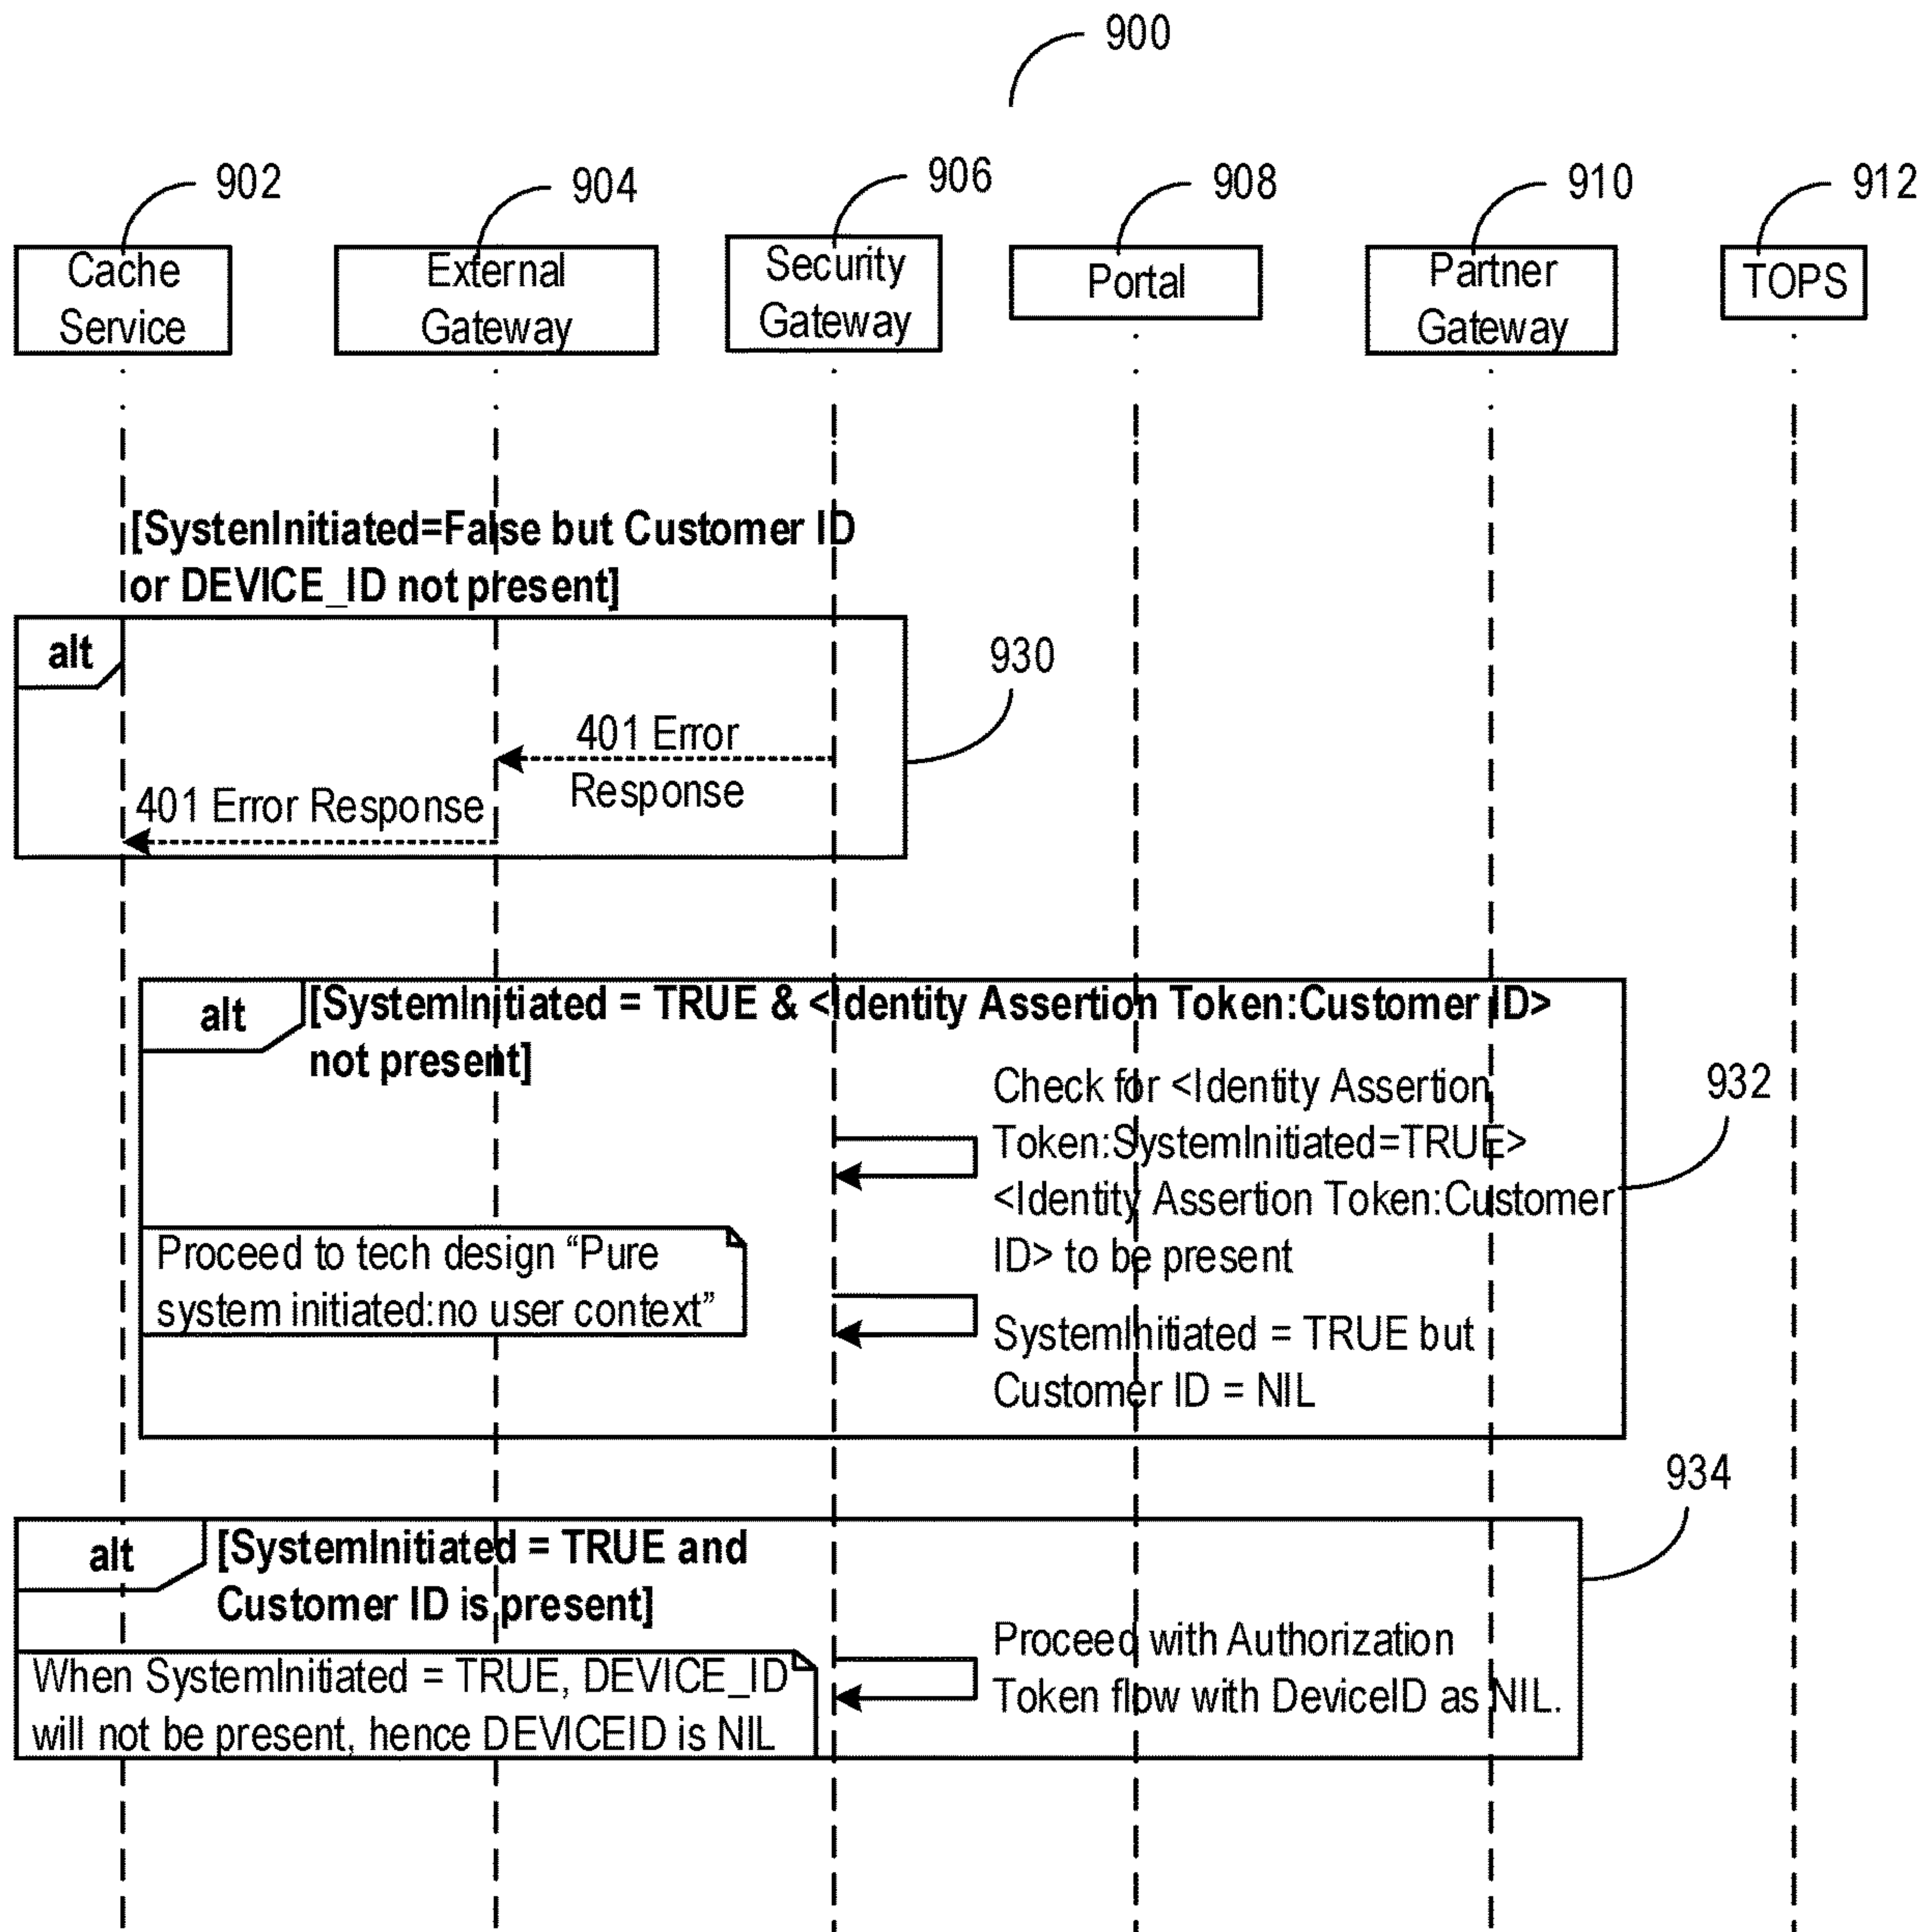 900
902
904
906
908
910
912
Cache
Service
External
Gateway
Security
Gateway
Portal
Partner
Gateway
TOPS
[SystenInitiated=False but Customer ID
or DEVICE_ID not present]
alt
930
401 Error
Response
401 Error Response
alt
[SystemInitiated = TRUE & <Identity Assertion Token:Customer ID>
not present]
932
Check for <Identity Assertion
Token:SystemInitiated=TRUE>
<Identity Assertion Token:Customer
ID> to be present
Proceed to tech design “Pure
system initiated:no user context”
SystemInitiated = TRUE but
Customer ID = NIL
934
alt
[SystemInitiated = TRUE and
Customer ID is present]
Proceed with Authorization
Token flow with DeviceID as NIL.
When SystemInitiated = TRUE, DEVICE_ID
will not be present, hence DEVICEID is NIL